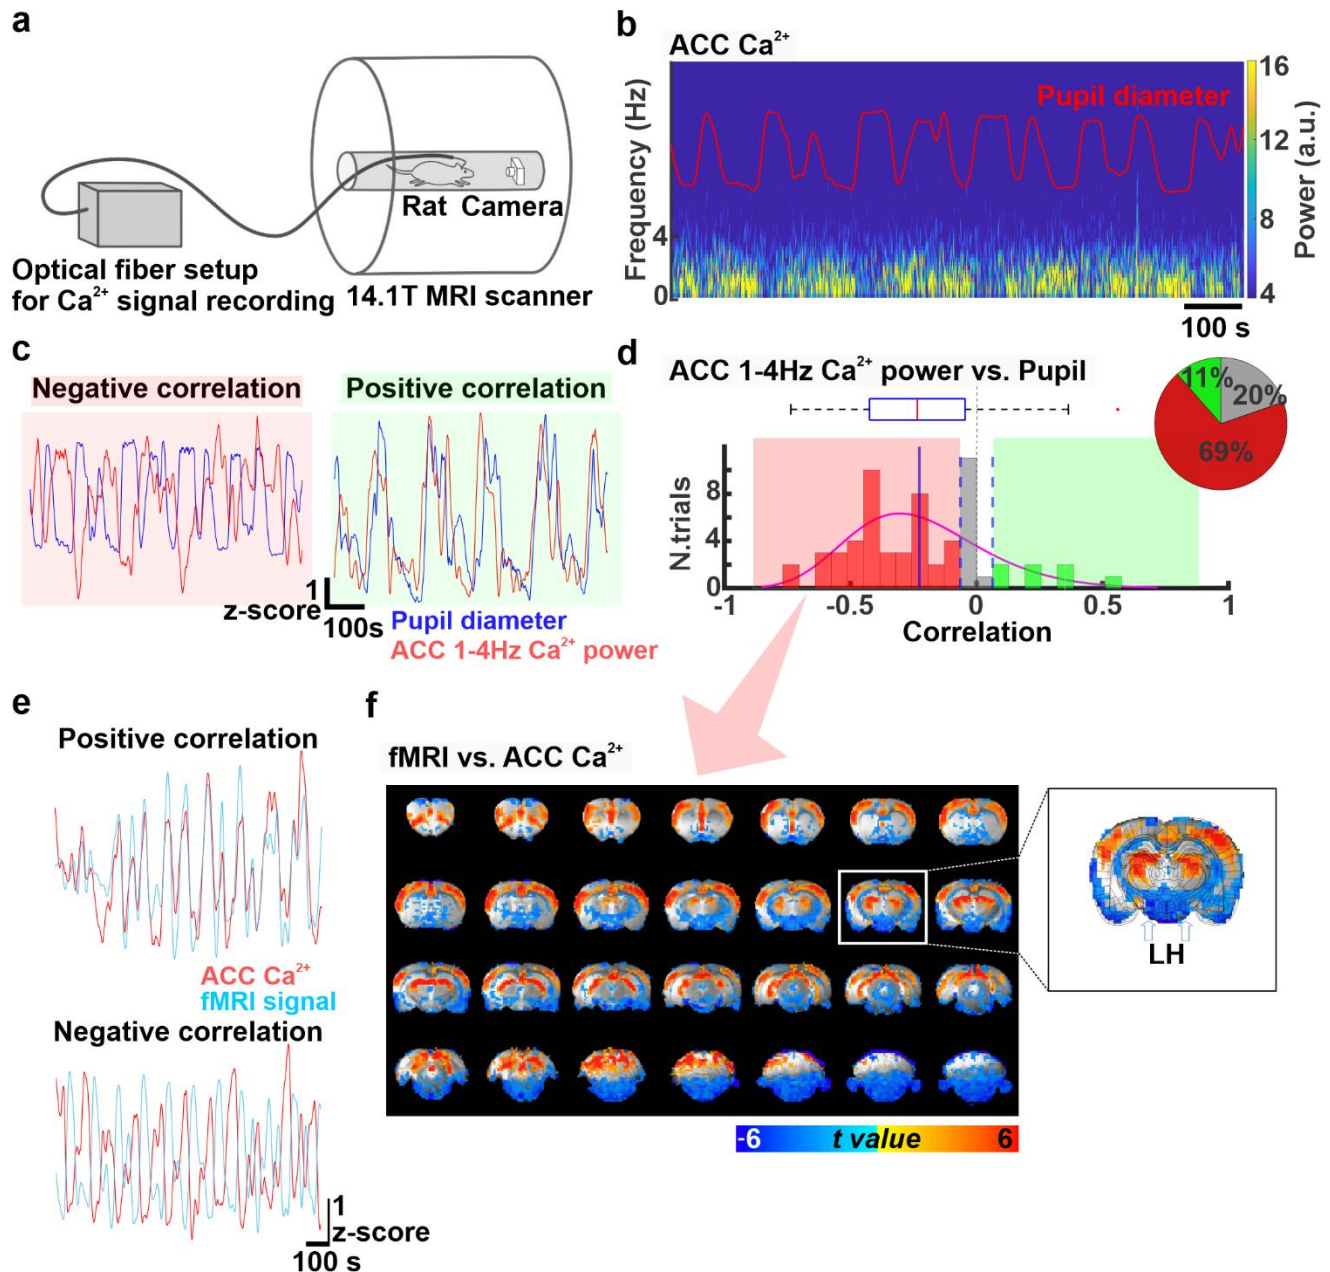 a
Rat Camera
Optical fiber setup
for Ca²⁺ signal recording
14.1T MRI scanner
b
ACC Ca²⁺
Pupil diameter
Frequency (Hz)
4
0
16
12
8
4
Power (a.u.)
100 s
c
Negative correlation
Positive correlation
1
z-score
100s
Pupil diameter
ACC 1-4Hz Ca²⁺ power
d
ACC 1-4Hz Ca²⁺ power vs. Pupil
11%
20%
69%
N.trials
8
4
0
-1
-0.5
0
0.5
1
Correlation
e
Positive correlation
ACC Ca²⁺
fMRI signal
Negative correlation
1
z-score
100 s
f
fMRI vs. ACC Ca²⁺
LH
-6
t value
6